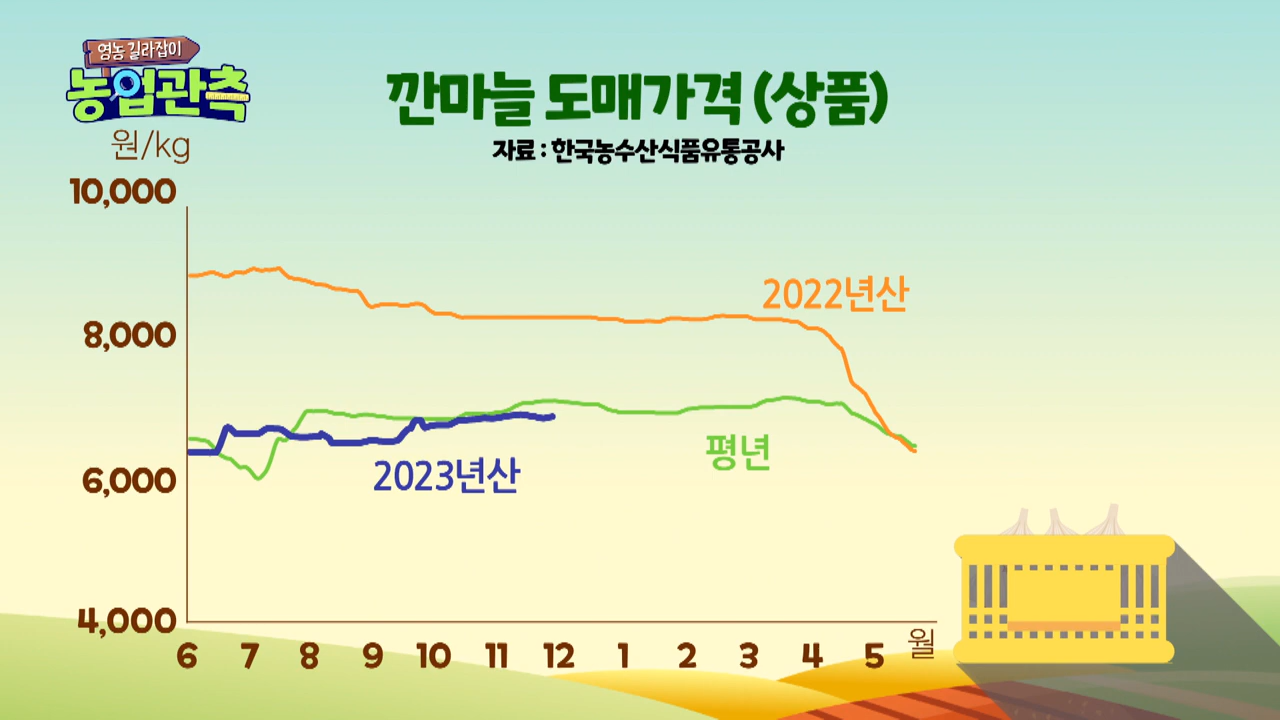 영농 길라잡이
농업관측
깐마늘 도매가격 (상품)
자료 : 한국농수산식품유통공사
원/kg
10,000
8,000
6,000
4,000
2022년산
평년
2023년산
6 7 8 9 10 11 12 1 2 3 4 5 월